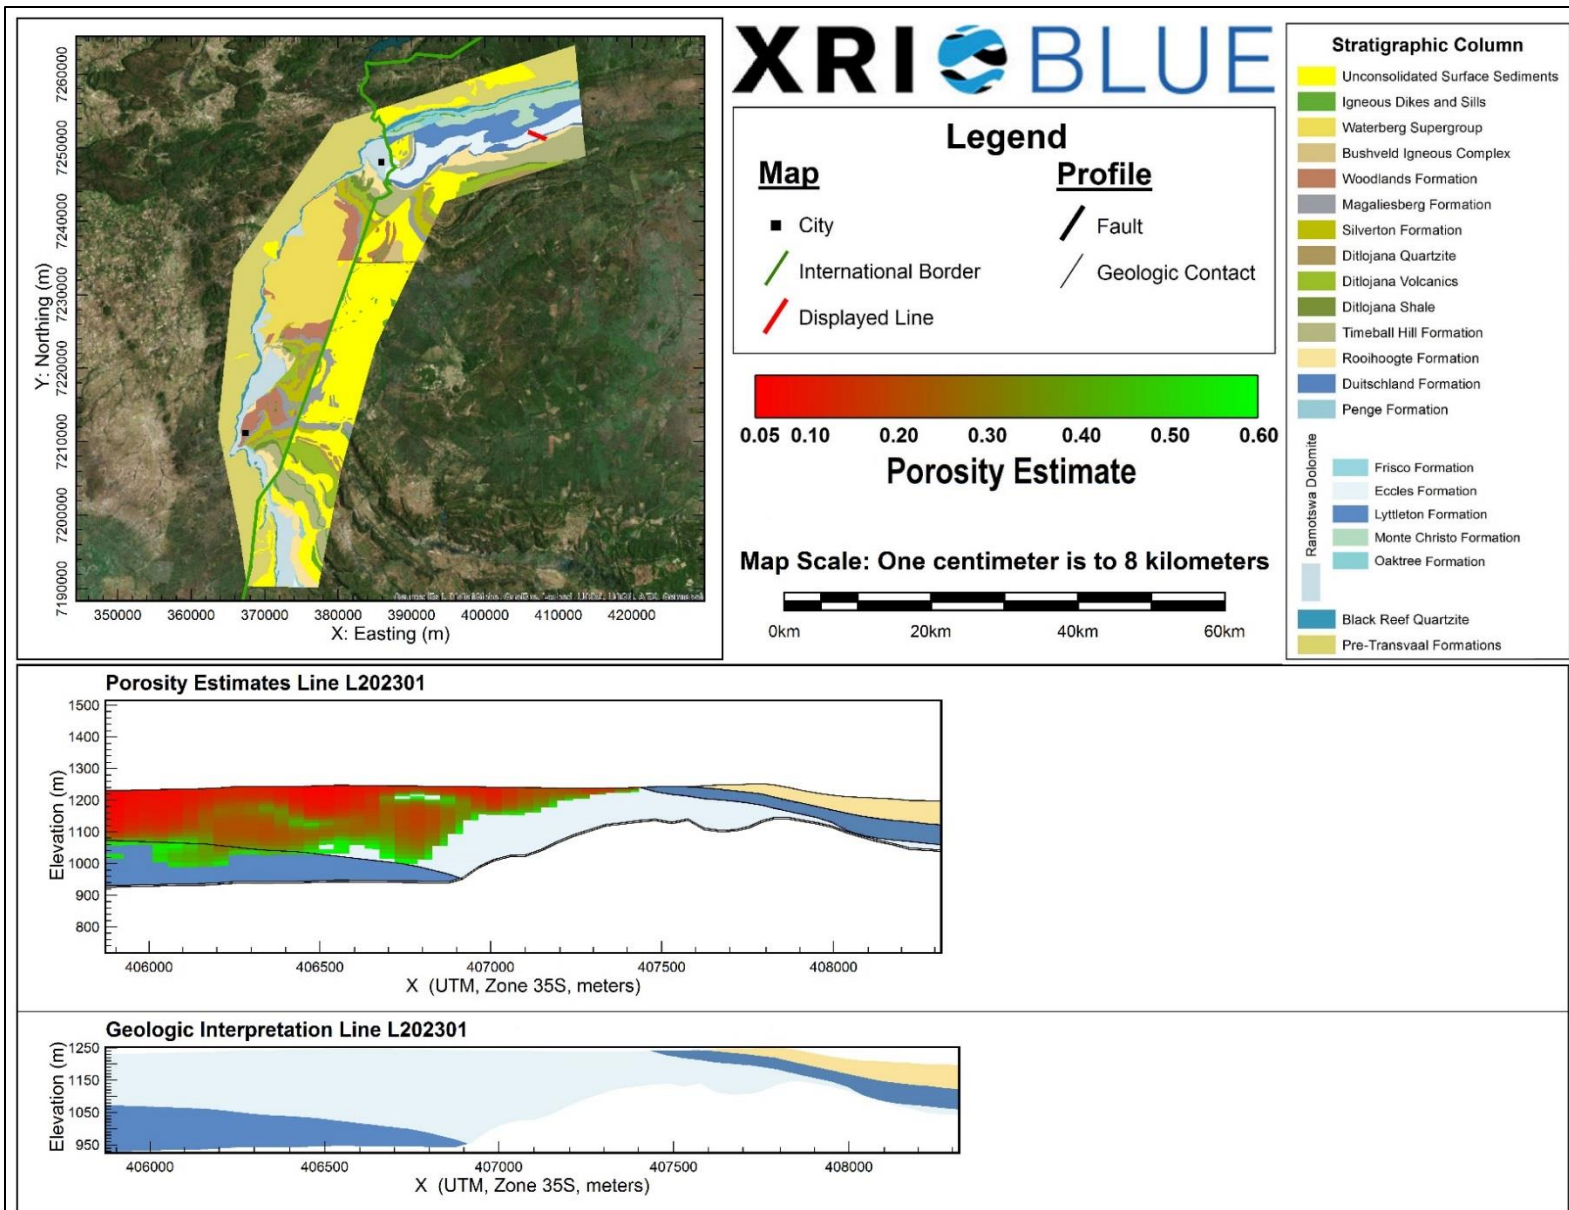 7260000
7250000
7240000
7230000
7220000
7210000
7200000
7190000
Y: Northing (m)
350000 360000 370000 380000 390000 400000 410000 420000
X: Easting (m)
XRI BLUE
Legend
Map
City
International Border
Displayed Line
Profile
Fault
Geologic Contact
0.05 0.10 0.20 0.30 0.40 0.50 0.60
Porosity Estimate
Map Scale: One centimeter is to 8 kilometers
0km 20km 40km 60km
Stratigraphic Column
Unconsolidated Surface Sediments
Igneous Dikes and Sills
Waterberg Supergroup
Bushveld Igneous Complex
Woodlands Formation
Magaliesberg Formation
Silverton Formation
Ditlojana Quartzite
Ditlojana Volcanics
Ditlojana Shale
Timeball Hill Formation
Rooihoogte Formation
Duitschland Formation
Penge Formation
Ramotswa Dolomite
Frisco Formation
Eccles Formation
Lyttleton Formation
Monte Christo Formation
Oaktree Formation
Black Reef Quartzite
Pre-Transvaal Formations
Porosity Estimates Line L202301
Elevation (m)
1500
1400
1300
1200
1100
1000
900
800
406000 406500 407000 407500 408000
X (UTM, Zone 35S, meters)
Geologic Interpretation Line L202301
Elevation (m)
1250
1150
1050
950
406000 406500 407000 407500 408000
X (UTM, Zone 35S, meters)